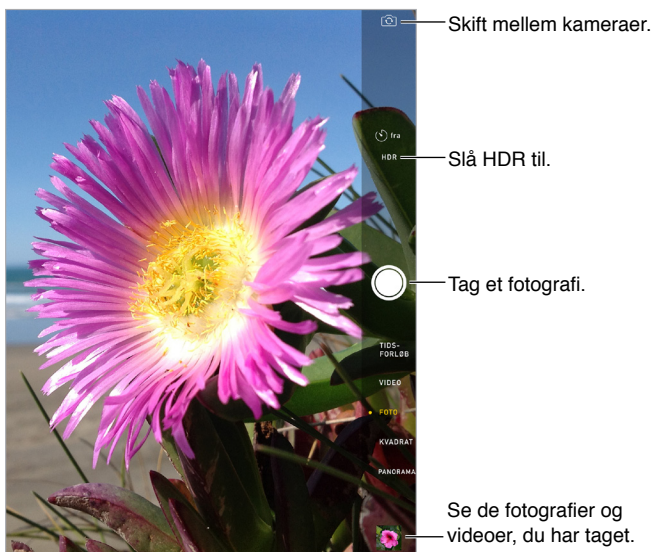 Skift mellem kameraer.
fra
HDR
Slå HDR til.
Tag et fotografi.
TIDS-
FORLØB
VIDEO
FOTO
KVADRAT
PANORAMA
Se de fotografier og
videoer, du har taget.